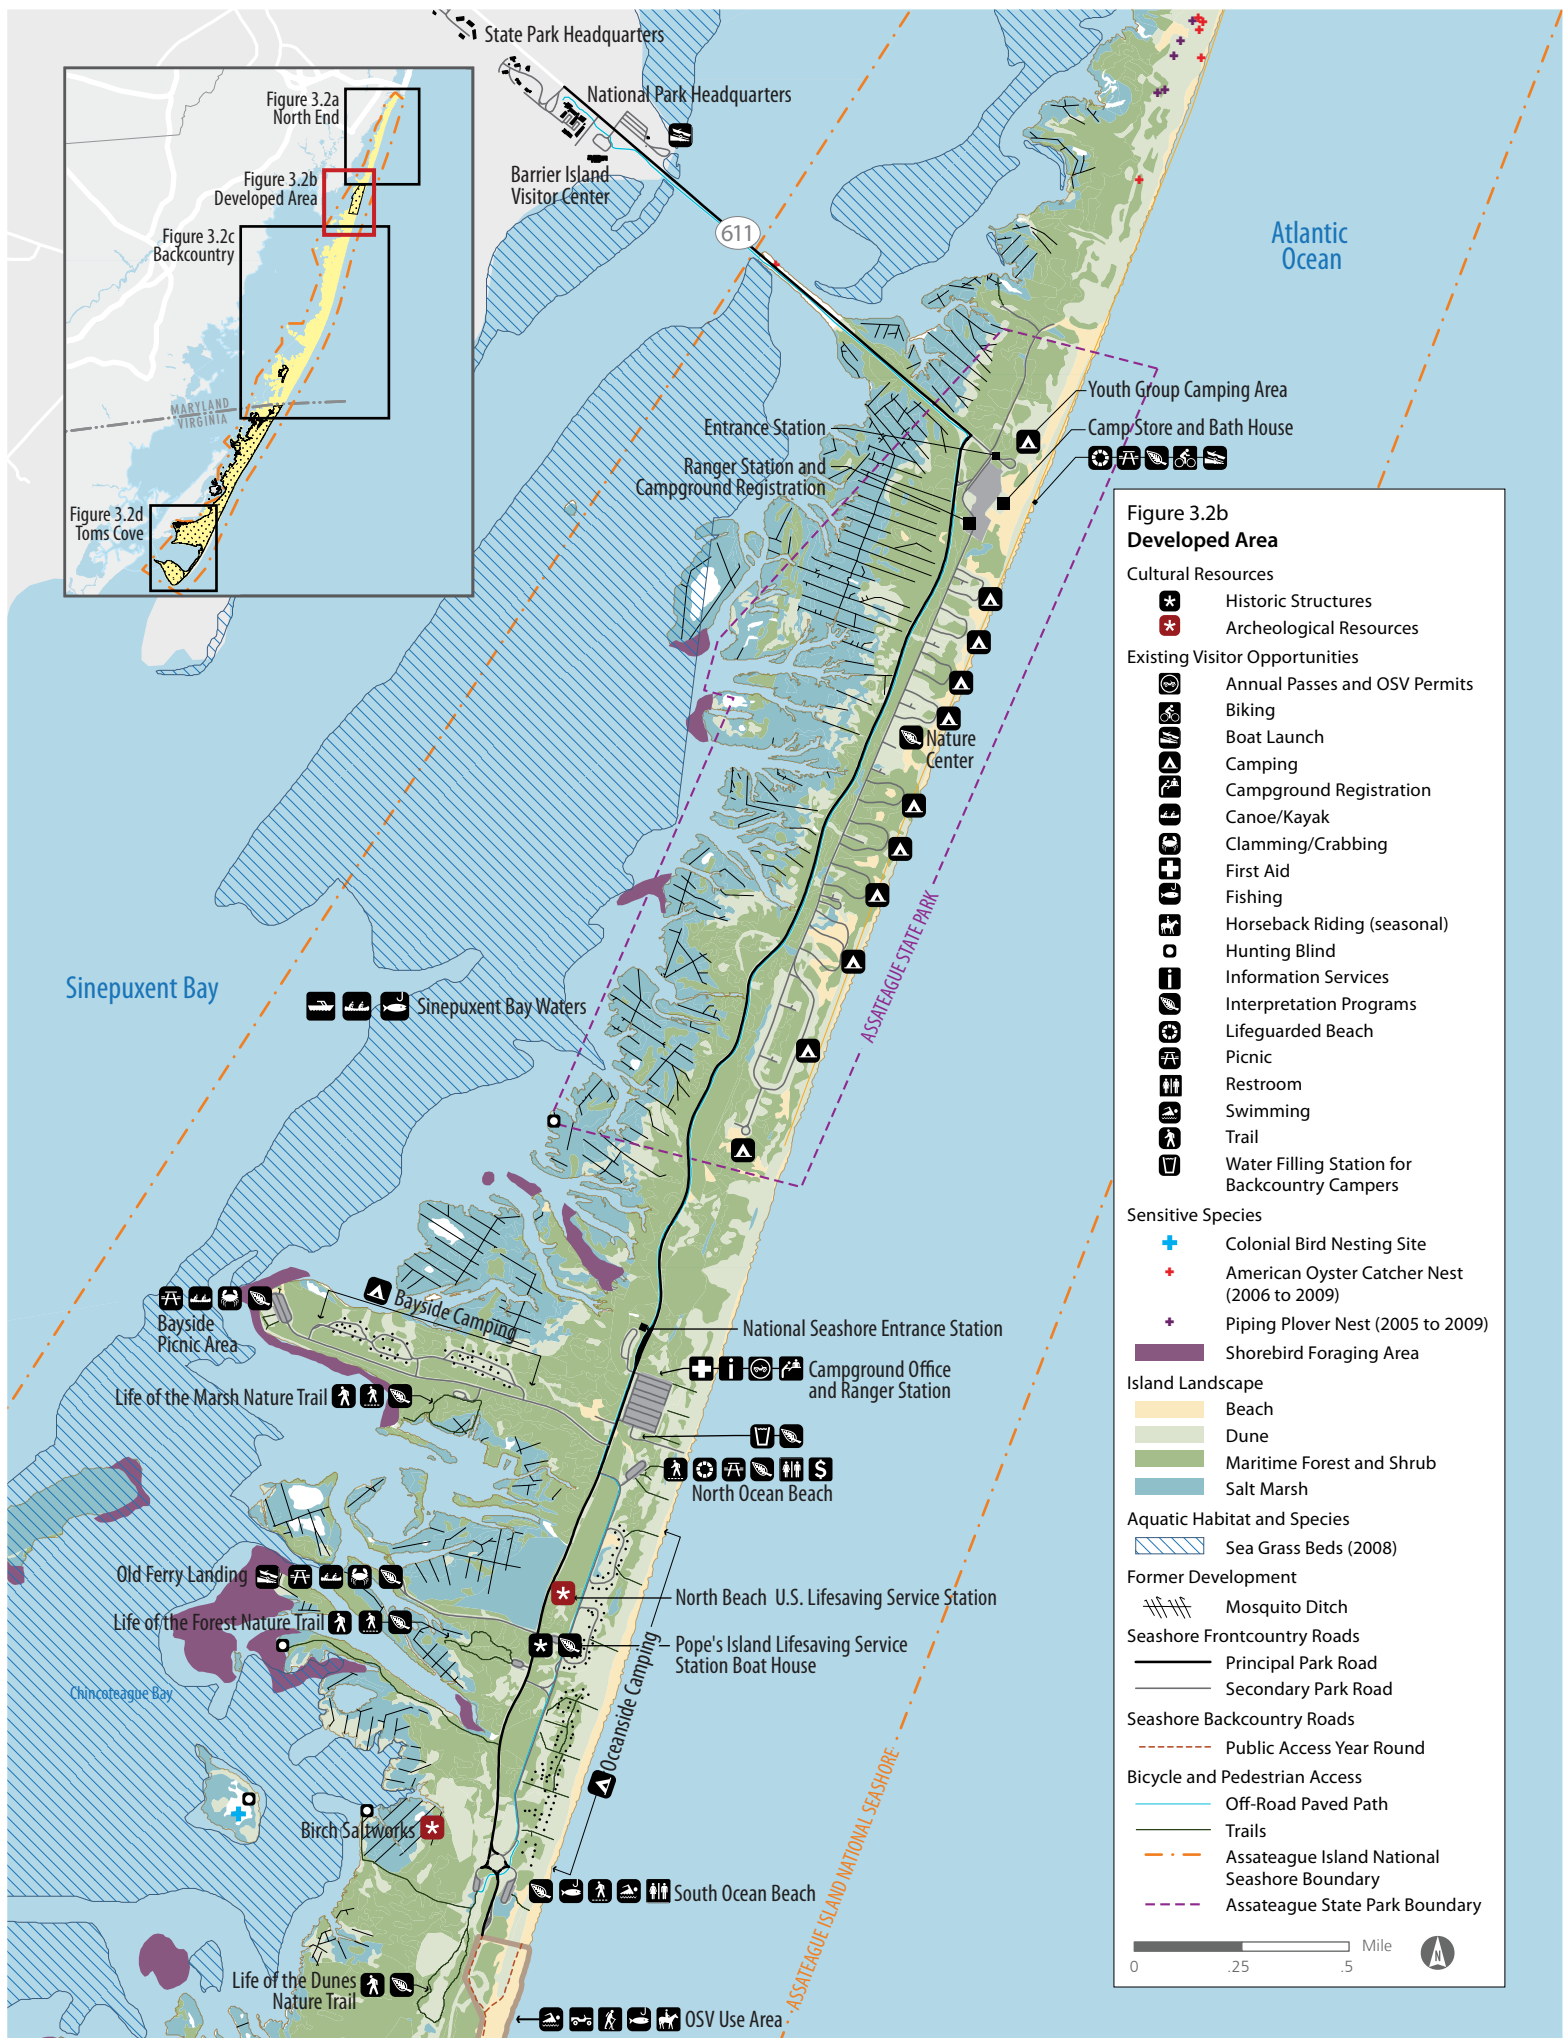 State Park Headquarters
National Park Headquarters
Barrier Island
Visitor Center
611
Figure 3.2a
North End
Figure 3.2b
Developed Area
Figure 3.2c
Backcountry
MARYLAND
VIRGINIA
Figure 3.2d
Toms Cove
Atlantic
Ocean
Youth Group Camping Area
Entrance Station
Camp Store and Bath House
Ranger Station and
Campground Registration
Nature
Center
ASSATEAGUE STATE PARK
Sinepuxent Bay
Sinepuxent Bay Waters
Bayside Camping
Bayside
Picnic Area
National Seashore Entrance Station
Campground Office
and Ranger Station
Life of the Marsh Nature Trail
North Ocean Beach
Old Ferry Landing
North Beach U.S. Lifesaving Service Station
Life of the Forest Nature Trail
Pope's Island Lifesaving Service
Station Boat House
Oceanside Camping
Chincoteague Bay
Birch Saltworks
South Ocean Beach
ASSATEAGUE ISLAND NATIONAL SEASHORE
Life of the Dunes
Nature Trail
OSV Use Area
Figure 3.2b
Developed Area
Cultural Resources
Historic Structures
Archeological Resources
Existing Visitor Opportunities
Annual Passes and OSV Permits
Biking
Boat Launch
Camping
Campground Registration
Canoe/Kayak
Clamming/Crabbing
First Aid
Fishing
Horseback Riding (seasonal)
Hunting Blind
Information Services
Interpretation Programs
Lifeguarded Beach
Picnic
Restroom
Swimming
Trail
Water Filling Station for
Backcountry Campers
Sensitive Species
Colonial Bird Nesting Site
American Oyster Catcher Nest
(2006 to 2009)
Piping Plover Nest (2005 to 2009)
Shorebird Foraging Area
Island Landscape
Beach
Dune
Maritime Forest and Shrub
Salt Marsh
Aquatic Habitat and Species
Sea Grass Beds (2008)
Former Development
Mosquito Ditch
Seashore Frontcountry Roads
Principal Park Road
Secondary Park Road
Seashore Backcountry Roads
Public Access Year Round
Bicycle and Pedestrian Access
Off-Road Paved Path
Trails
Assateague Island National
Seashore Boundary
Assateague State Park Boundary
Mile
0 .25 .5
N